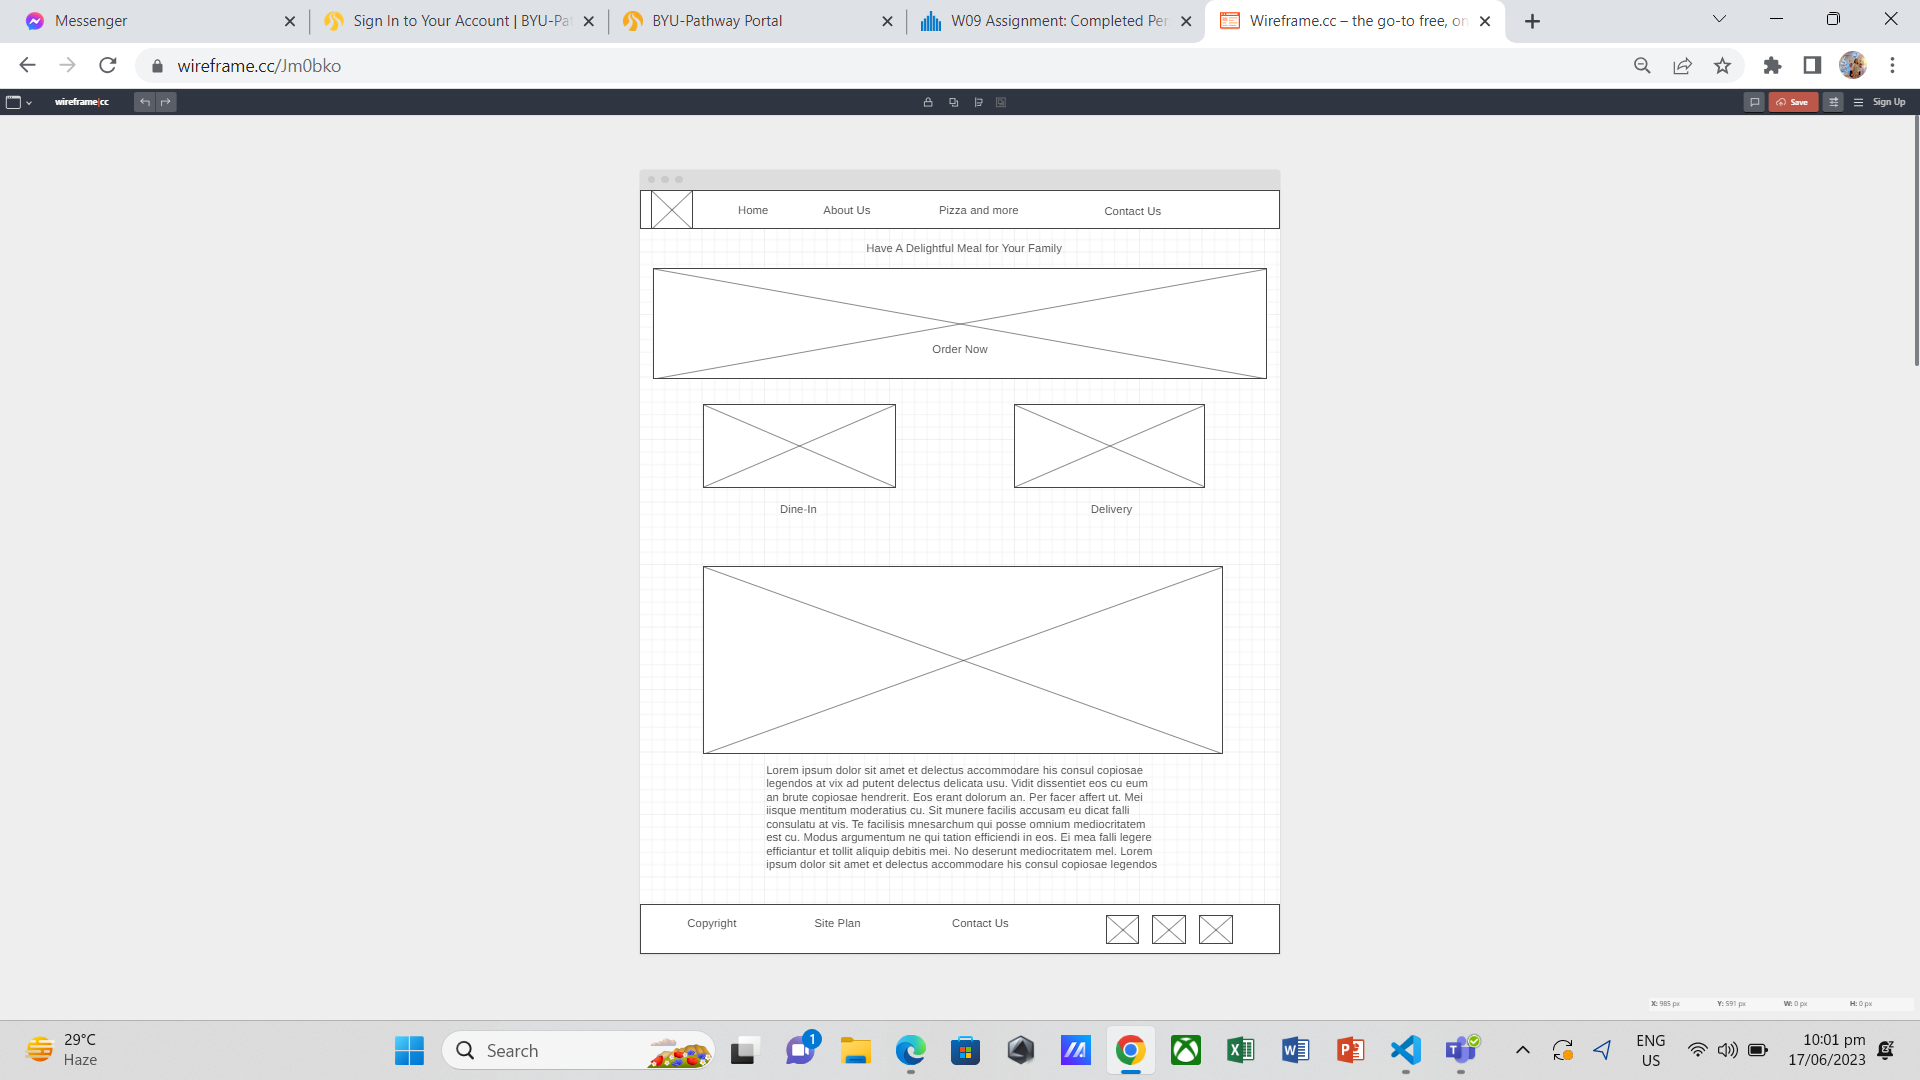 Messenger
Sign In to Your Account | BYU-Pa
BYU-Pathway Portal
W09 Assignment: Completed Per
Wireframe.cc – the go-to free, on
wireframe.cc/Jm0bko
wireframe|cc
Save
Sign Up
Home
About Us
Pizza and more
Contact Us
Have A Delightful Meal for Your Family
Order Now
Dine-In
Delivery
Lorem ipsum dolor sit amet et delectus accommodare his consul copiosae
legendos at vix ad putent delectus delicata usu. Vidit dissentiet eos cu eum
an brute copiosae hendrerit. Eos erant dolorum an. Per facer affert ut. Mei
iisque mentitum moderatius cu. Sit munere facilis accusam eu dicat falli
consulatu at vis. Te facilisis mnesarchum qui posse omnium mediocritatem
est cu. Modus argumentum ne qui tation efficiendi in eos. Ei mea falli legere
efficiantur et tollit aliquip debitis mei. No deserunt mediocritatem mel. Lorem
ipsum dolor sit amet et delectus accommodare his consul copiosae legendos
Copyright
Site Plan
Contact Us
X: 985 px
Y: 591 px
W: 0 px
H: 0 px
29°C
Haze
Search
1
ENG
US
10:01 pm
17/06/2023